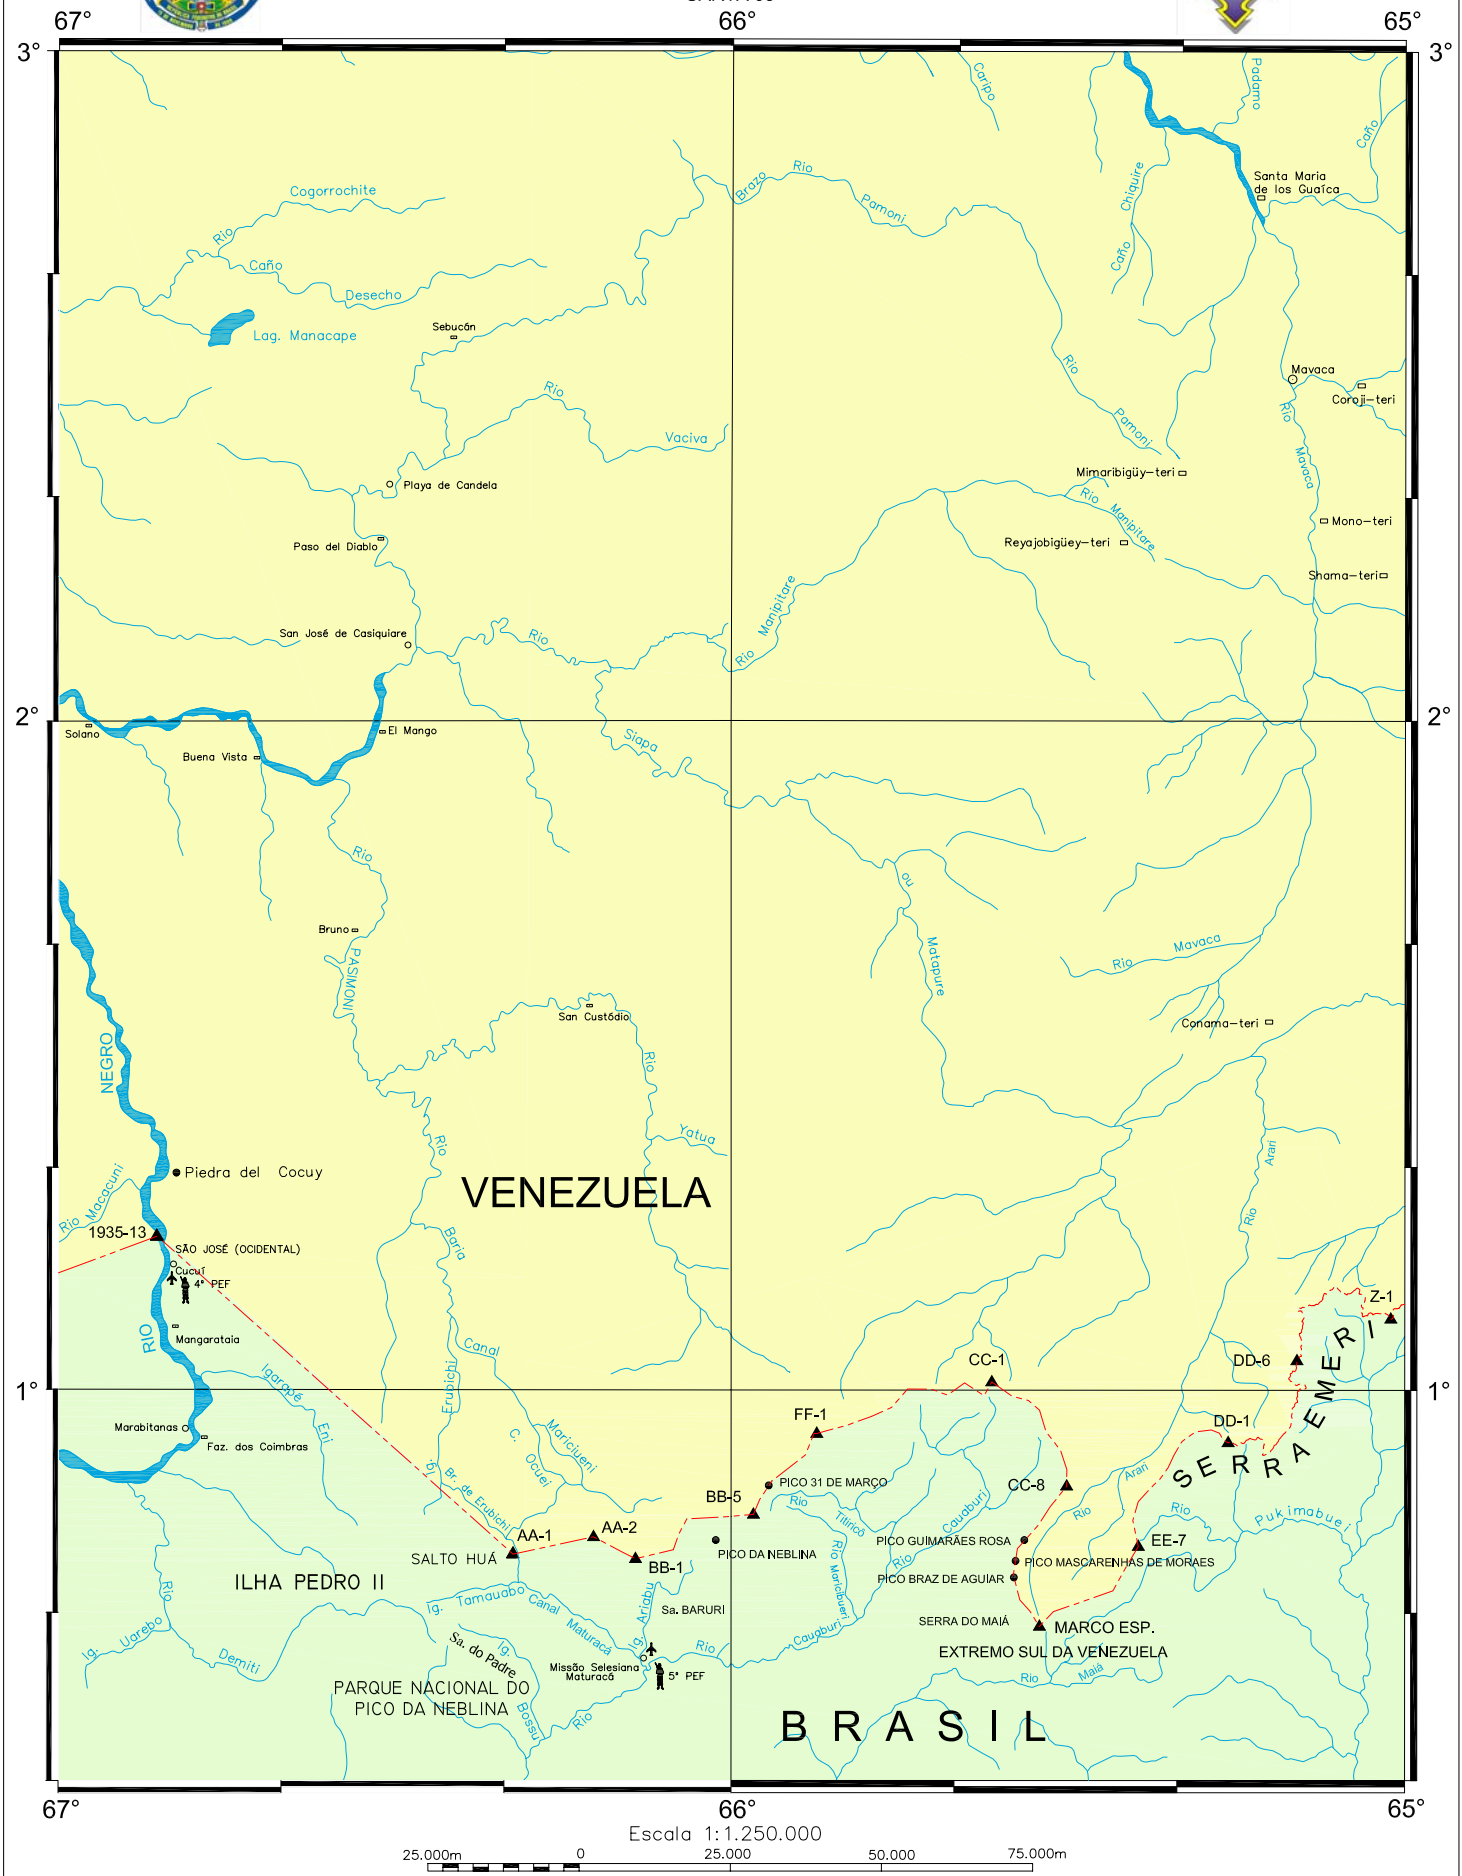 67°
66°
65°
3°
3°
Caripo
Padamo
Caño
Santa Maria
de los Guaíca
Brazo
Rio
Pamoni
Chiquire
Caño
Cogorrochite
Rio
Caño
Desecho
Lag. Manacape
Sebucán
Rio
Vaciva
Rio
Pamoni
Mavaca
Coroji-teri
Rio
Mavaca
Playa de Candela
Mimaribigüy-teri
Rio Manipitare
Mono-teri
Paso del Diablo
Reyajobigüey-teri
Shama-teri
San José de Casiquiare
Rio
Rio Manipitare
2°
2°
Solano
El Mango
Buena Vista
Siapa
Rio
ou
Matapure
Bruno
PASIMONI
Rio
Mavaca
San Custódio
Conama-teri
NEGRO
Rio
Rio
Yatua
Arari
Rio
Piedra del Cocuy
VENEZUELA
Rio Macacuni
1935-13
SÃO JOSÉ (OCIDENTAL)
Cucuí
4° PEF
Baria
Mangarataia
RIO
Canal
Erubichi
Igarapé
Eni
Z-1
DD-6
CC-1
1°
1°
Marabitanas
Faz. dos Coimbras
FF-1
DD-1
SERRA EMERI
Mariciueni
C. Ocuei
Ig. Br. de Erubichi
PICO 31 DE MARÇO
BB-5
CC-8
Arari
Rio
Rio Titiricó
Cauaburi
Rio
Rio
Pukimabuei
AA-1
AA-2
SALTO HUÁ
BB-1
PICO DA NEBLINA
PICO GUIMARÃES ROSA
PICO MASCARENHAS DE MORAES
PICO BRAZ DE AGUIAR
EE-7
ILHA PEDRO II
Rio Maricibueri
Ig. Tamauabo
Canal Maturacá
Ig. Ariabu
Sa. BARURI
SERRA DO MAIÁ
MARCO ESP.
EXTREMO SUL DA VENEZUELA
Rio
Ig. Uarebo
Demiti
Sa. do Padre
Ig.
Bossu
Rio
Missão Selesiana
Maturacá
5° PEF
Rio
Cauaburi
Rio
Maiá
PARQUE NACIONAL DO
PICO DA NEBLINA
BRASIL
67°
66°
65°
Escala 1:1.250.000
25.000m
0
25.000
50.000
75.000m